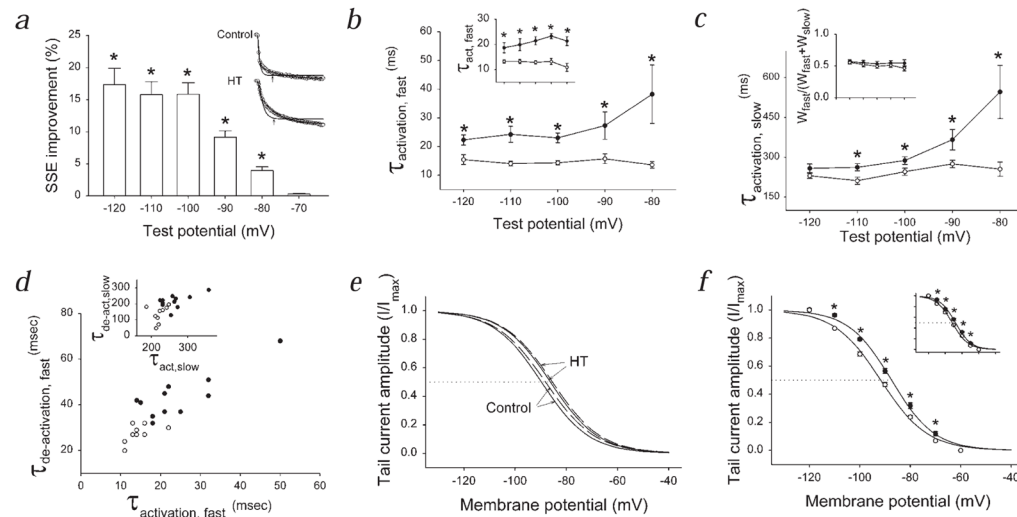 a
SSE improvement (%)
25
20
15
10
5
0
* * * * *
Control
HT
-120 -110 -100 -90 -80 -70
Test potential (mV)
b
τactivation, fast (ms)
60
50
40
30
20
10
τact, fast
30
20
10
* * * * *
* * * * *
-120 -110 -100 -90 -80
Test potential (mV)
c
τactivation, slow (ms)
600
450
300
150
Wfast/(Wfast+Wslow)
1.0
0.5
0.0
* * * *
-120 -110 -100 -90 -80
Test potential (mV)
d
τde-activation, fast (msec)
80
60
40
20
τde-act,slow
400
300
200
100
0
200 250 300 350
τact,slow
0 10 20 30 40 50 60
τactivation, fast (msec)
e
Tail current amplitude (I/Imax)
1.0
0.8
0.6
0.4
0.2
0.0
HT
Control
-120 -100 -80 -60 -40
Membrane potential (mV)
f
Tail current amplitude (I/Imax)
1.0
0.8
0.6
0.4
0.2
0.0
* * * * *
* * * * *
-120 -100 -80 -60 -40
Membrane potential (mV)